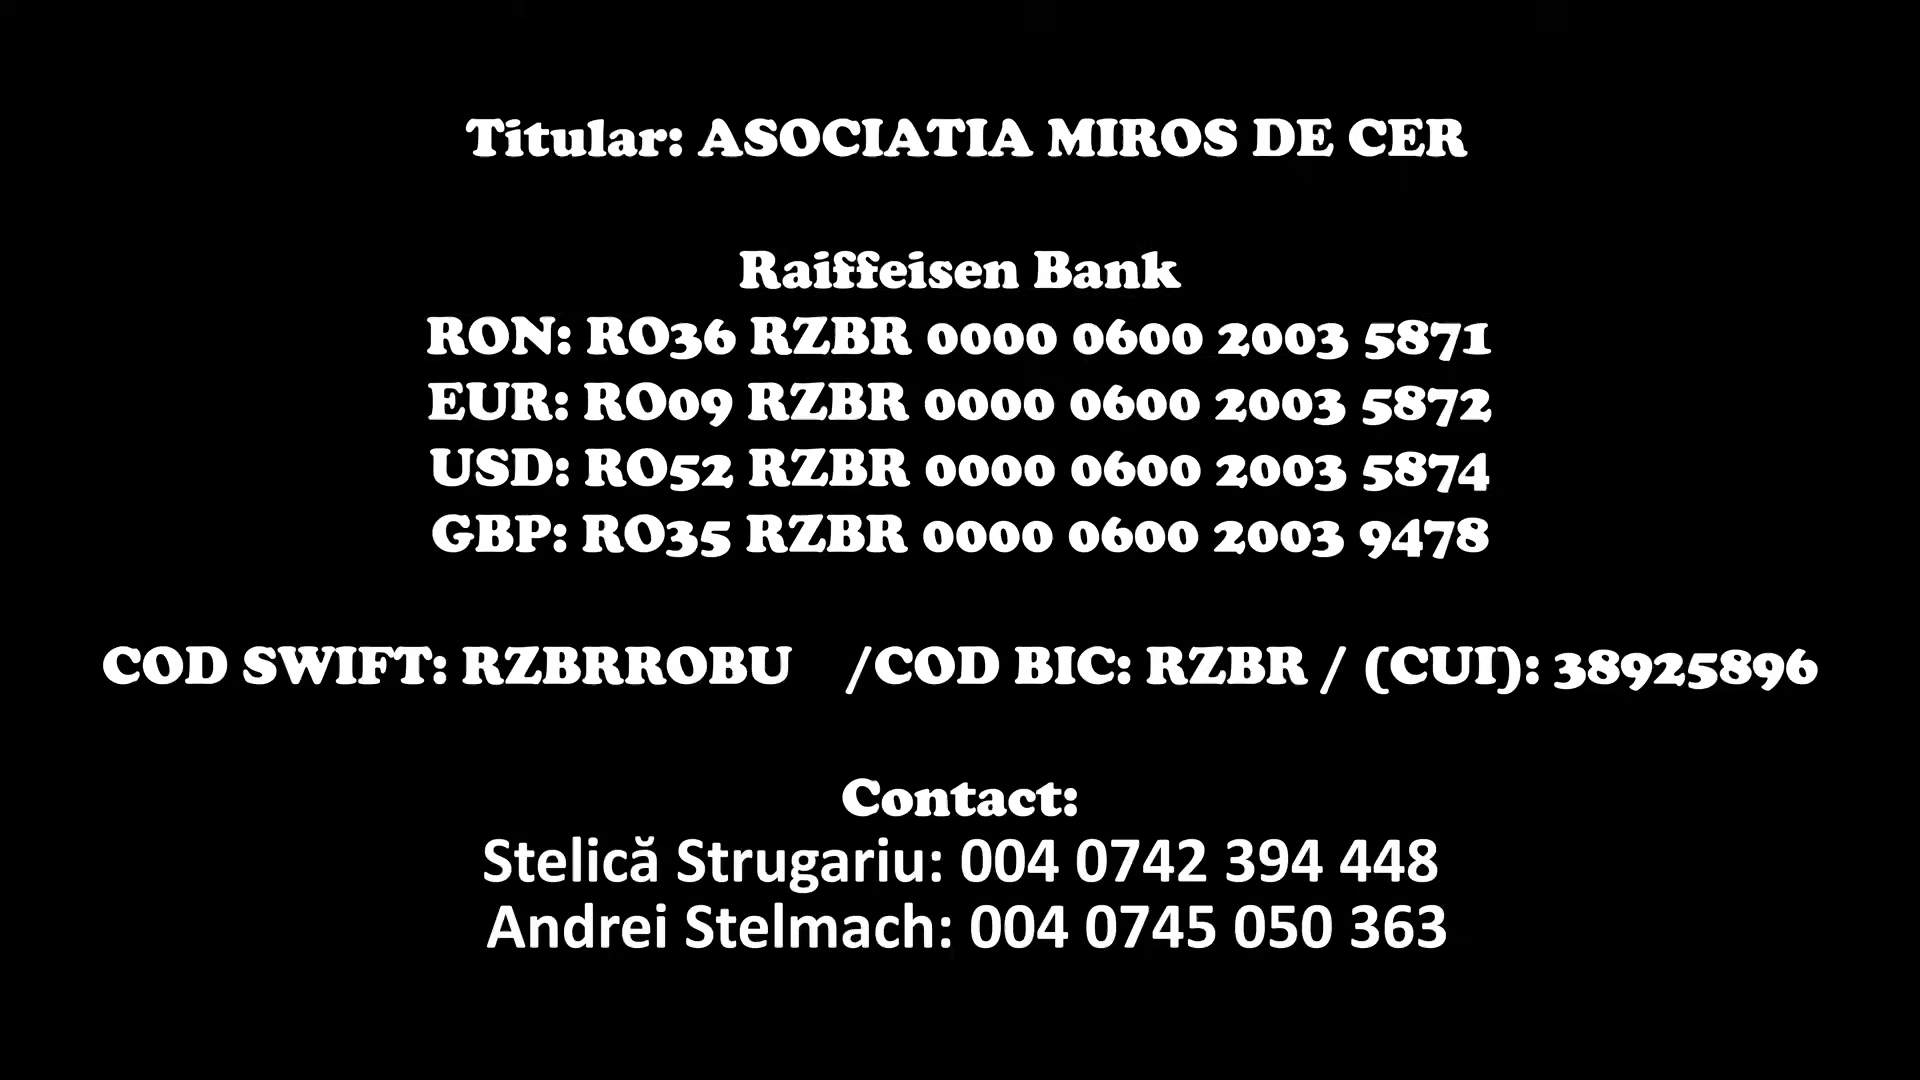 Titular: ASOCIATIA MIROS DE CER
Raiffeisen Bank
RON: RO36 RZBR 0000 0600 2003 5871
EUR: RO09 RZBR 0000 0600 2003 5872
USD: RO52 RZBR 0000 0600 2003 5874
GBP: RO35 RZBR 0000 0600 2003 9478
COD SWIFT: RZBRROBU /COD BIC: RZBR / (CUI): 38925896
Contact:
Stelică Strugariu: 004 0742 394 448
Andrei Stelmach: 004 0745 050 363